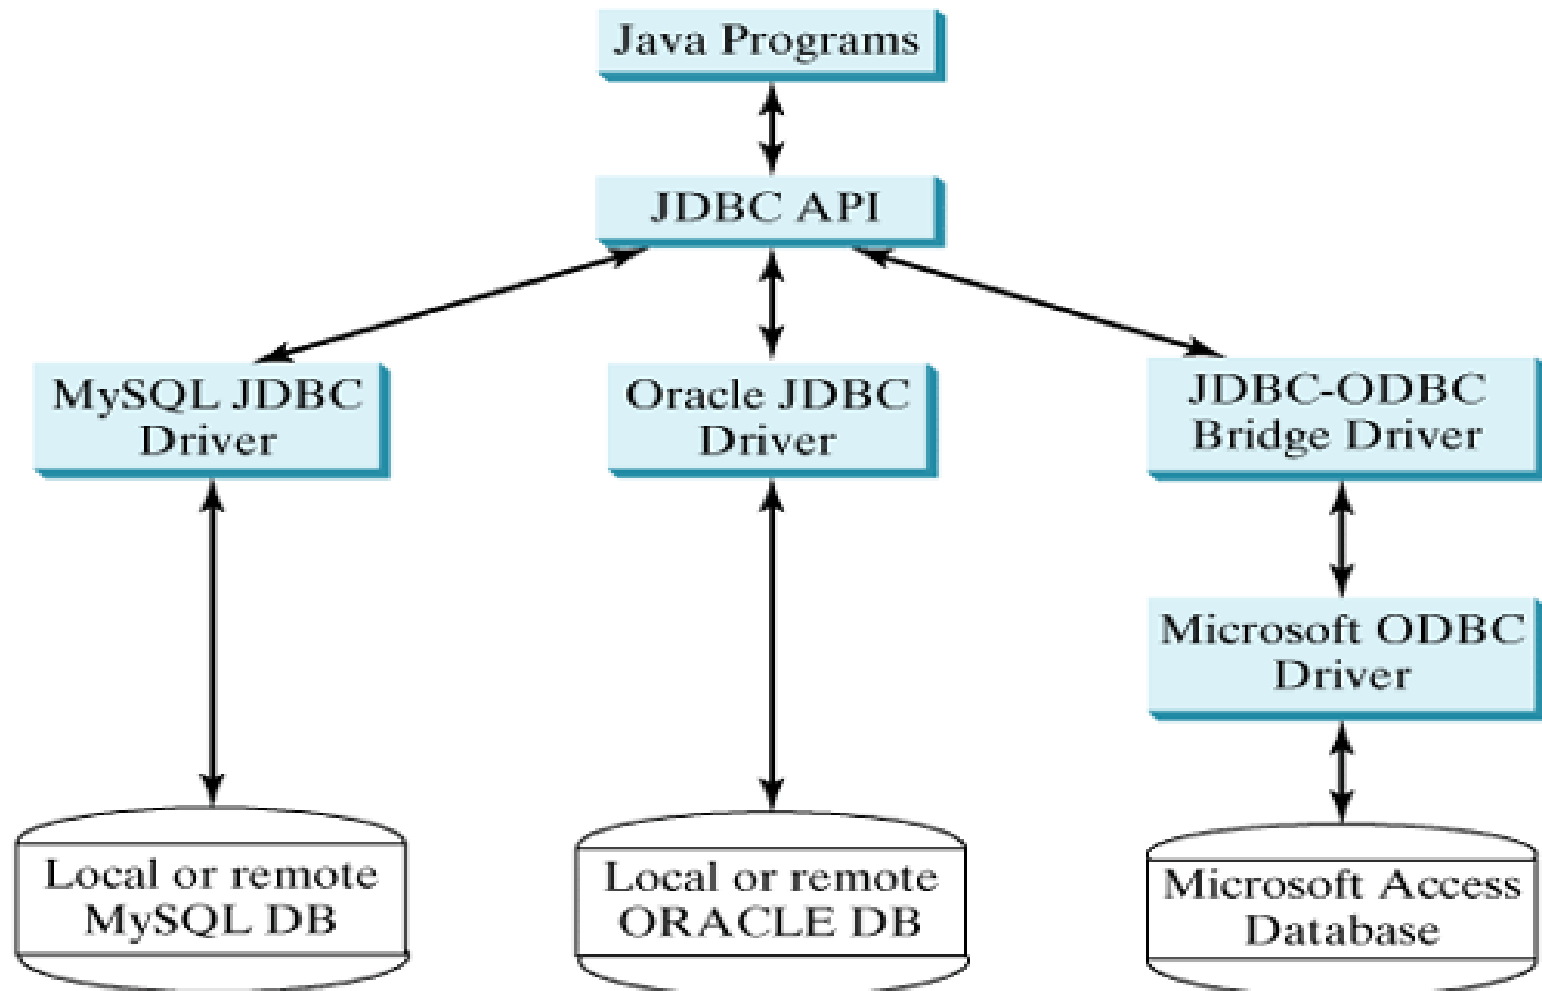 Java Programs
JDBC API
MySQL JDBC
Driver
Oracle JDBC
Driver
JDBC-ODBC
Bridge Driver
Microsoft ODBC
Driver
Local or remote
MySQL DB
Local or remote
ORACLE DB
Microsoft Access
Database